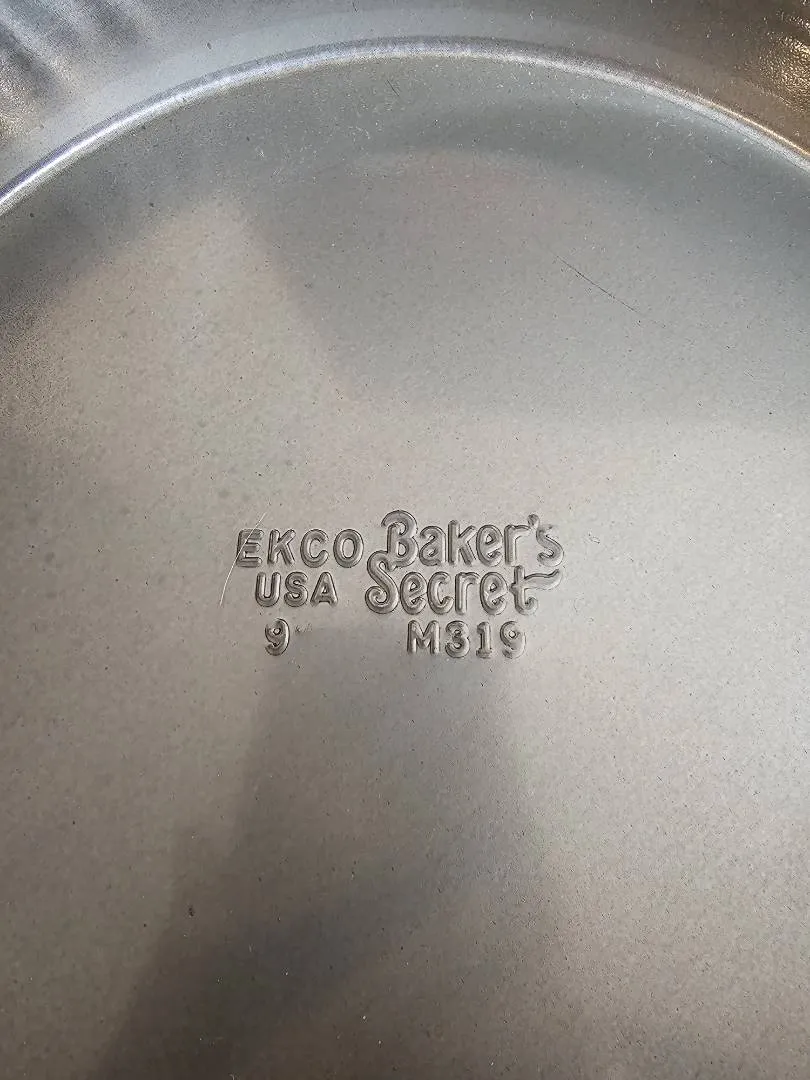 EKCO Baker's
USA Secret
9 M319